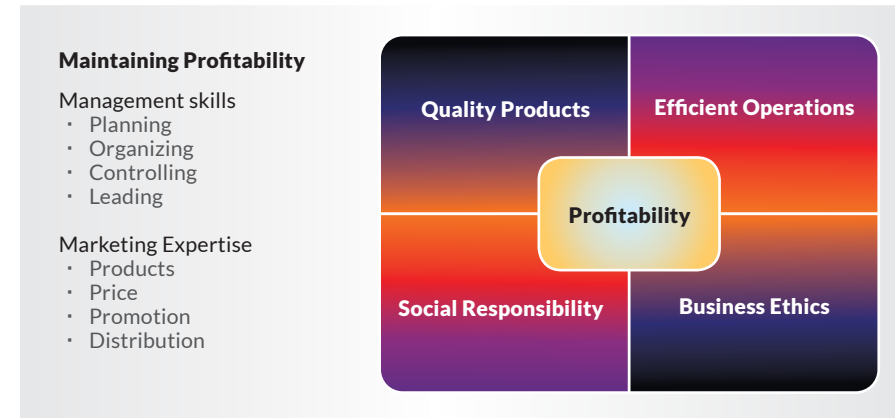 Maintaining Profitability
Management skills
· Planning
· Organizing
· Controlling
· Leading
Marketing Expertise
· Products
· Price
· Promotion
· Distribution
Quality Products
Efficient Operations
Profitability
Social Responsibility
Business Ethics